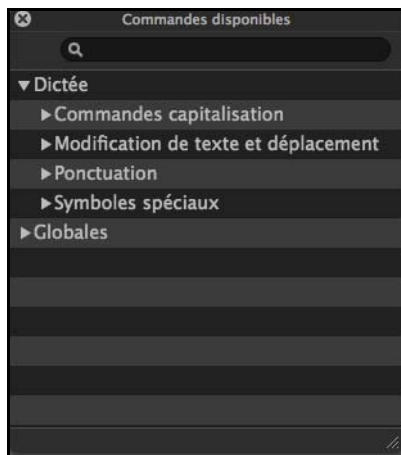 Commandes disponibles
Dictée
Commandes capitalisation
Modification de texte et déplacement
Ponctuation
Symboles spéciaux
Globales